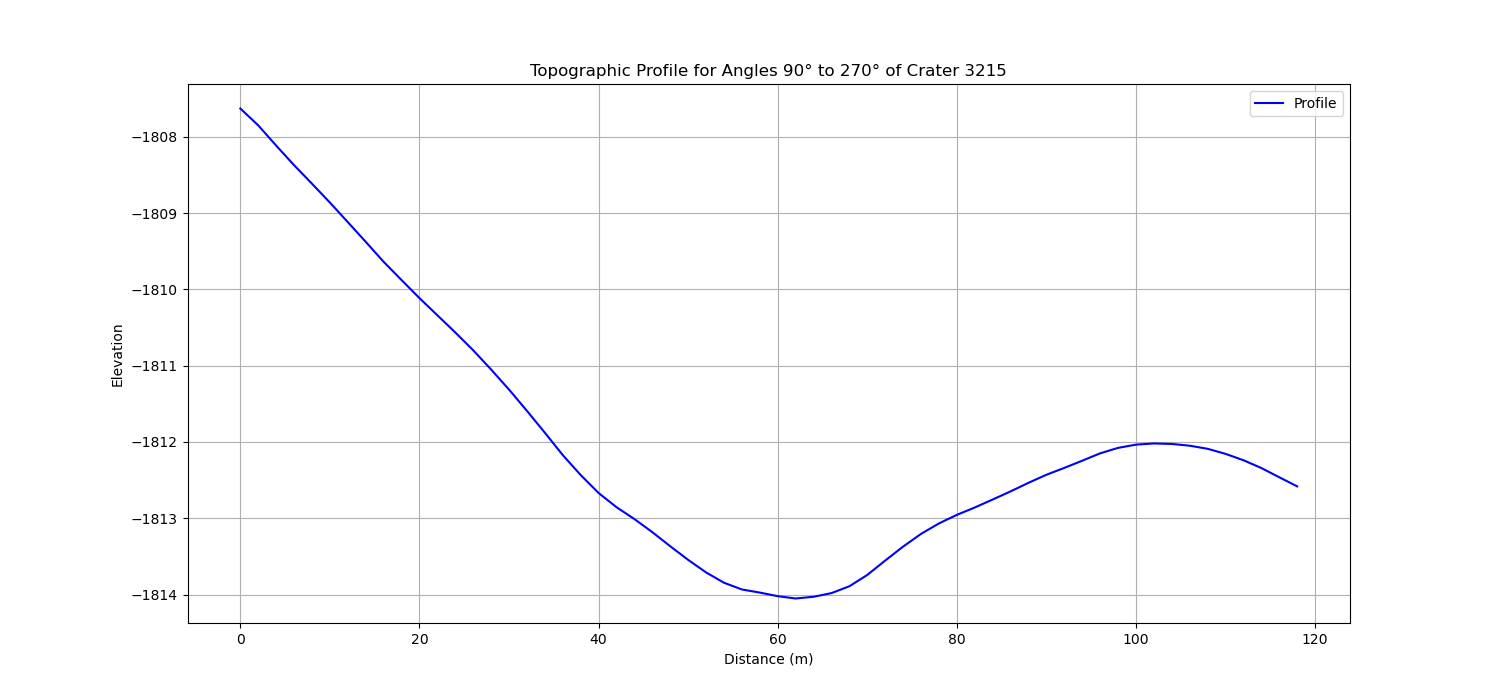 Topographic Profile for Angles 90° to 270° of Crater 3215
Profile
−1808
−1809
−1810
−1811
−1812
−1813
−1814
Elevation
0 20 40 60 80 100 120
Distance (m)